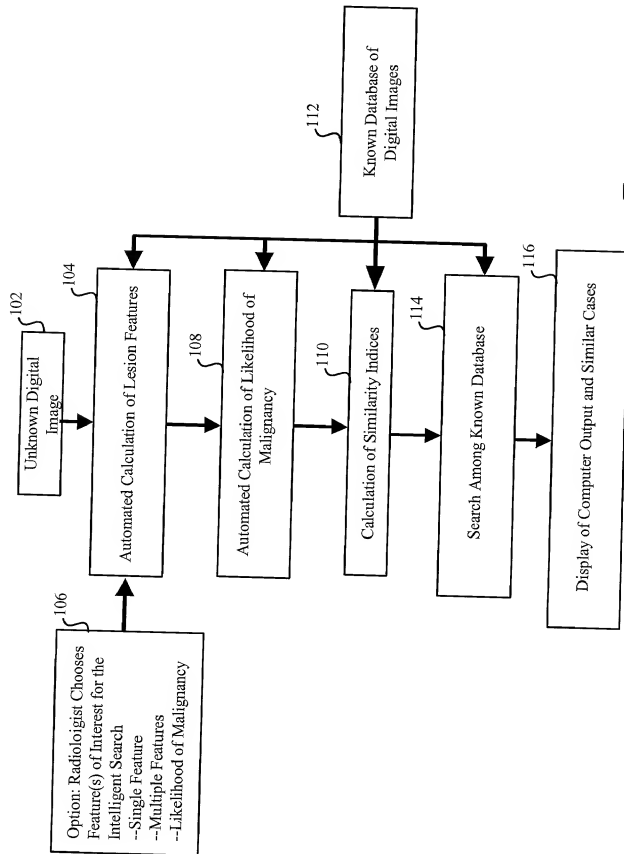 102
Unknown Digital
Image
104
Automated Calculation of Lesion Features
106
Option: Radioloigist Chooses
Feature(s) of Interest for the
Intelligent Search
--Single Feature
--Multiple Features
--Likelihood of Malignancy
108
Automated Calculation of Likelihood of
Malignancy
110
Calculation of Similarity Indices
112
Known Database of
Digital Images
114
Search Among Known Database
116
Display of Computer Output and Similar Cases